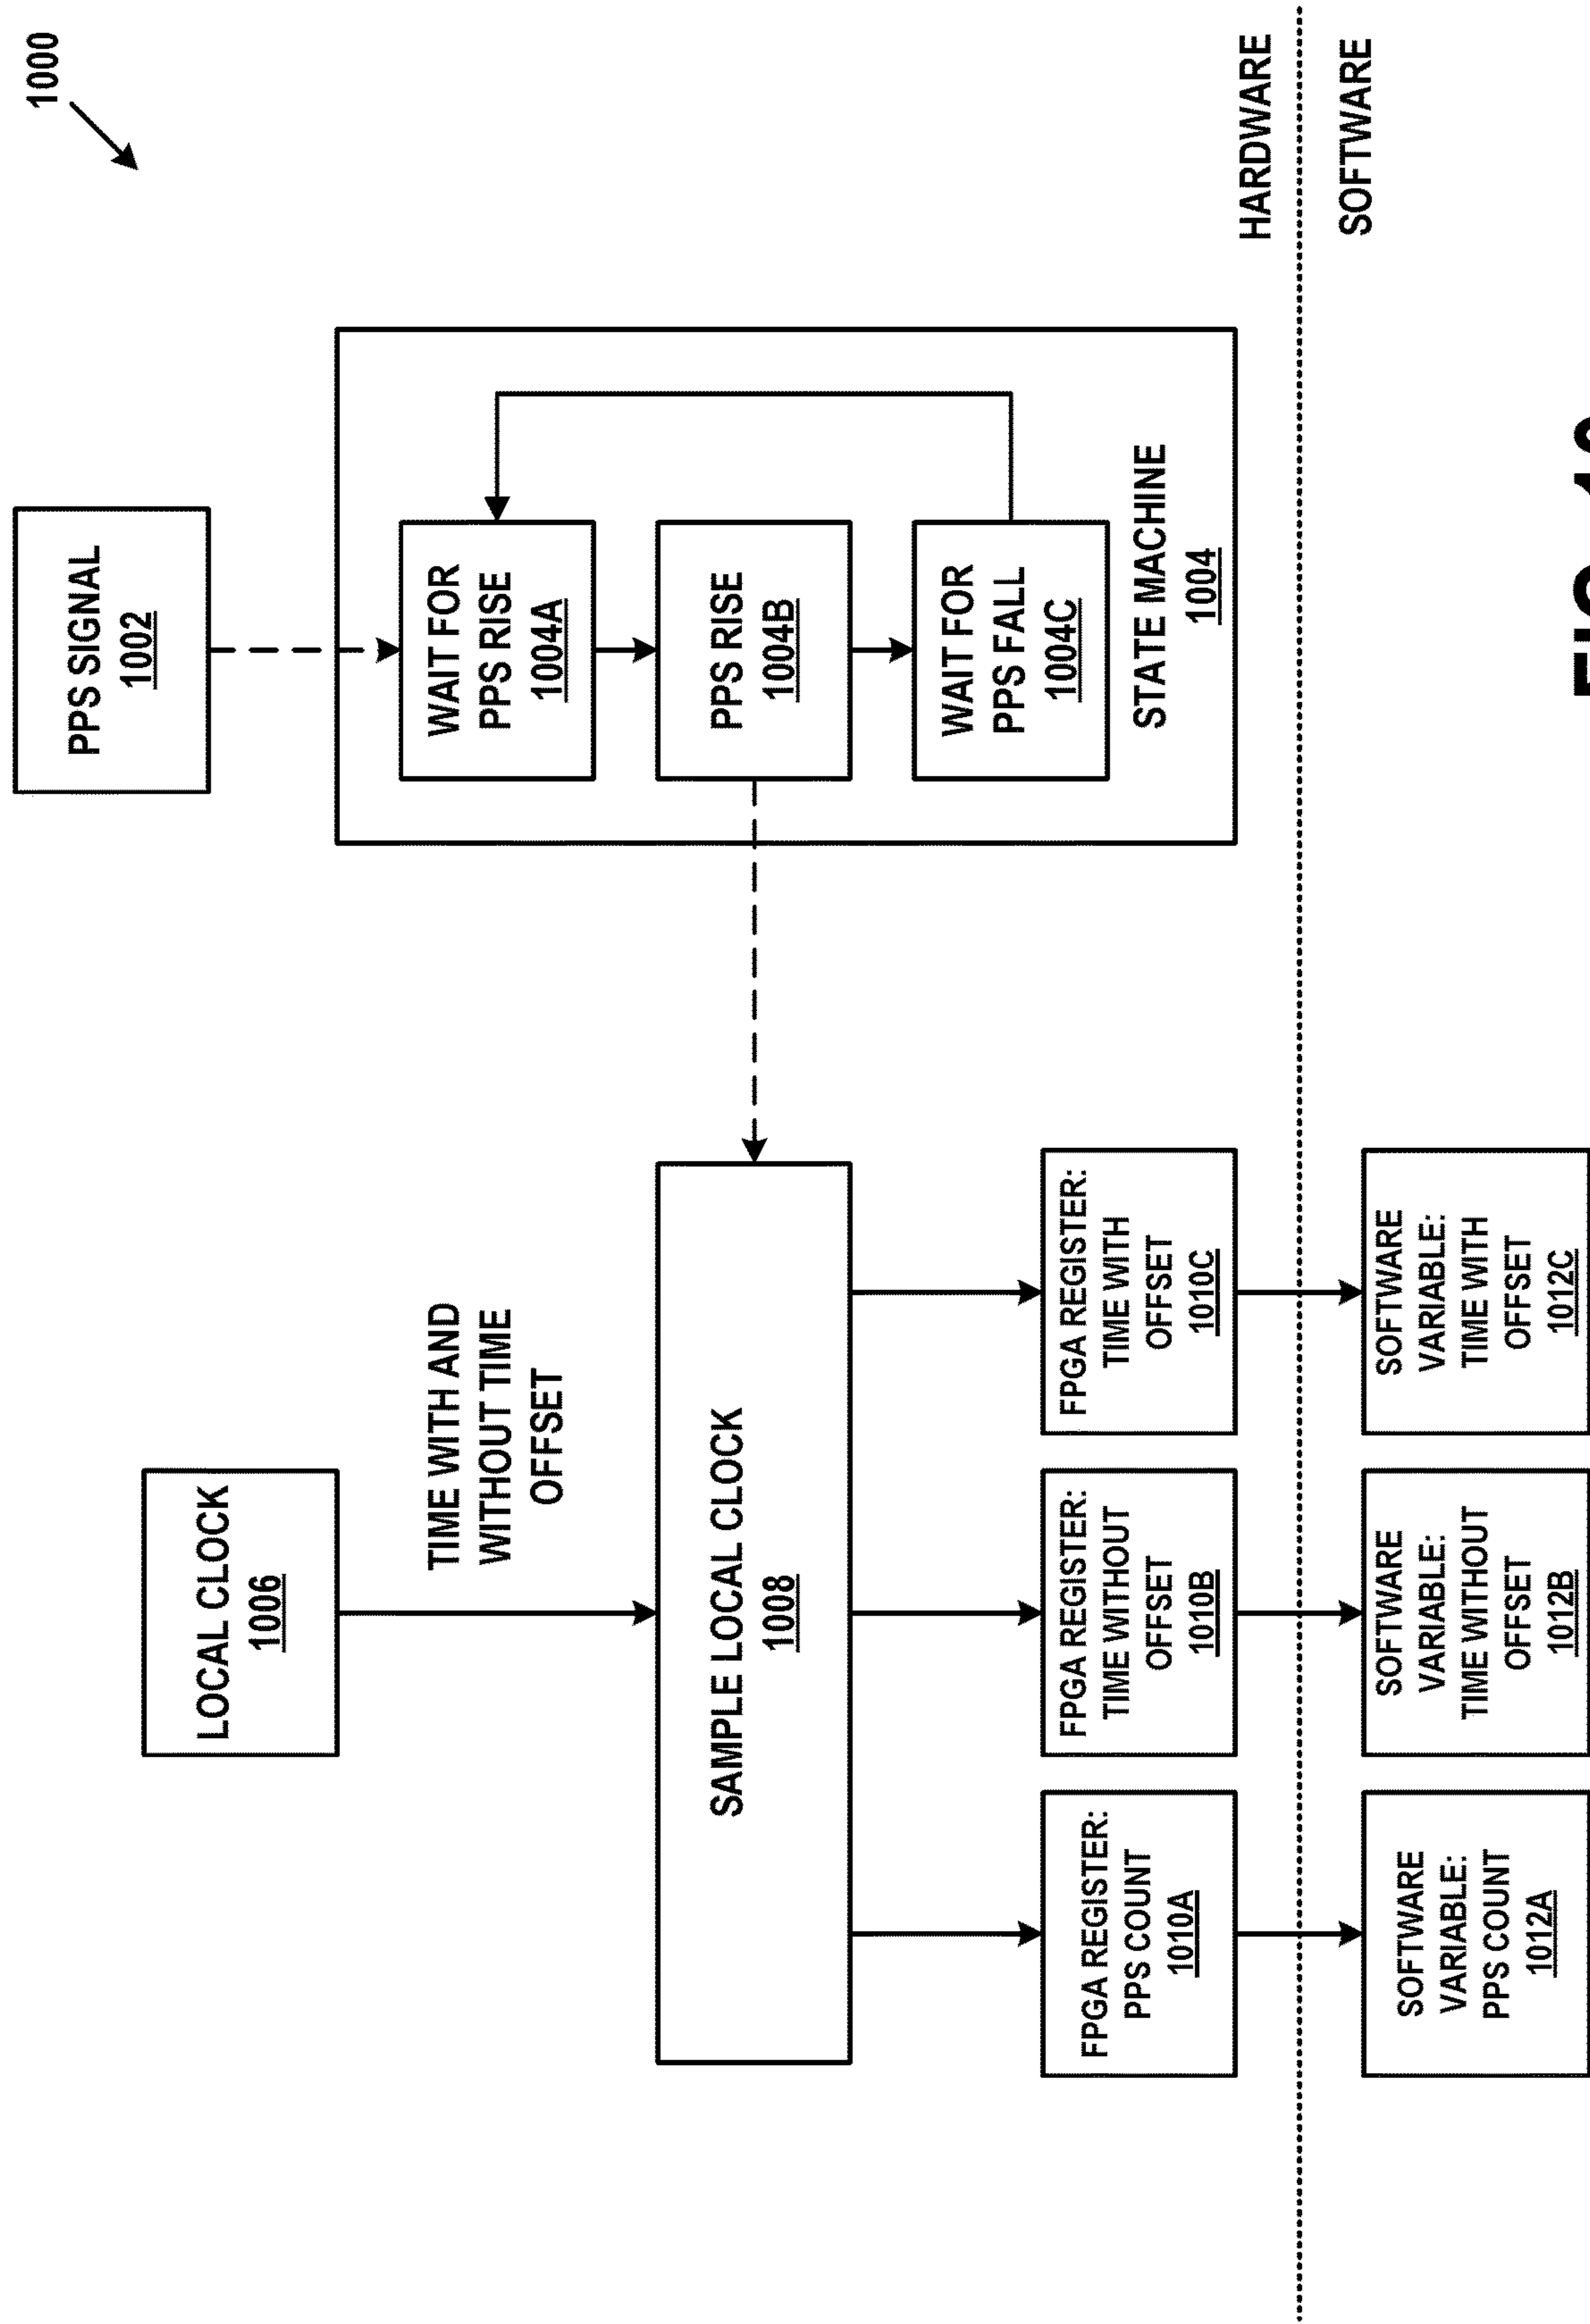 1000
PPS SIGNAL
1002
LOCAL CLOCK
1006
TIME WITH AND
WITHOUT TIME
OFFSET
WAIT FOR
PPS RISE
1004A
SAMPLE LOCAL CLOCK
1008
PPS RISE
1004B
WAIT FOR
PPS FALL
1004C
STATE MACHINE
1004
FPGA REGISTER:
PPS COUNT
1010A
FPGA REGISTER:
TIME WITHOUT
OFFSET
1010B
FPGA REGISTER:
TIME WITH
OFFSET
1010C
HARDWARE
SOFTWARE
SOFTWARE
VARIABLE:
PPS COUNT
1012A
SOFTWARE
VARIABLE:
TIME WITHOUT
OFFSET
1012B
SOFTWARE
VARIABLE:
TIME WITH
OFFSET
1012C